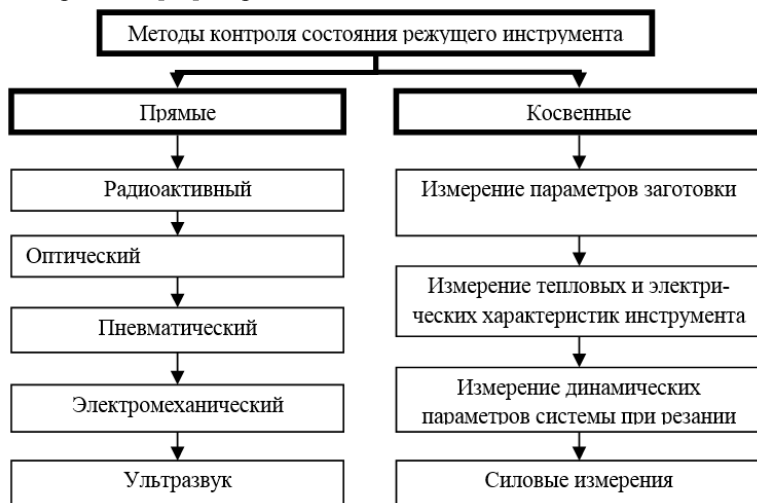 Методы контроля состояния режущего инструмента
Прямые
Косвенные
Радиоактивный
Измерение параметров заготовки
Оптический
Измерение тепловых и электри-
ческих характеристик инструмента
Пневматический
Электромеханический
Измерение динамических
параметров системы при резании
Ультразвук
Силовые измерения